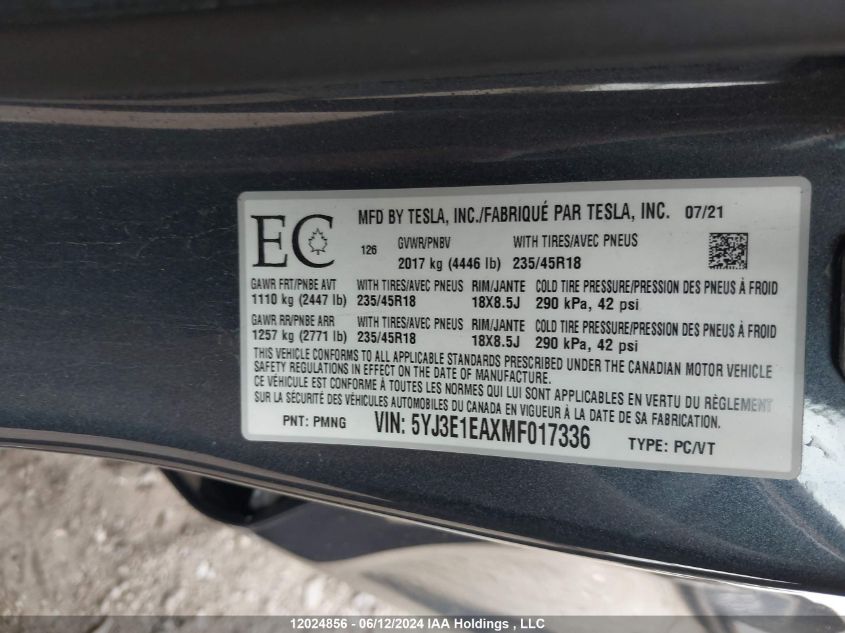 EC
MFD BY TESLA, INC./FABRIQUÉ PAR TESLA, INC. 07/21
126
GVWR/PNBV WITH TIRES/AVEC PNEUS
2017 kg (4446 lb) 235/45R18
GAWR FRT/PNBE AVT WITH TIRES/AVEC PNEUS RIM/JANTE COLD TIRE PRESSURE/PRESSION DES PNEUS À FROID
1110 kg (2447 lb) 235/45R18 18X8.5J 290 kPa, 42 psi
GAWR RR/PNBE ARR WITH TIRES/AVEC PNEUS RIM/JANTE COLD TIRE PRESSURE/PRESSION DES PNEUS À FROID
1257 kg (2771 lb) 235/45R18 18X8.5J 290 kPa, 42 psi
THIS VEHICLE CONFORMS TO ALL APPLICABLE STANDARDS PRESCRIBED UNDER THE CANADIAN MOTOR VEHICLE
SAFETY REGULATIONS IN EFFECT ON THE DATE OF MANUFACTURE.
CE VÉHICULE EST CONFORME À TOUTES LES NORMES QUI LUI SONT APPLICABLES EN VERTU DU RÈGLEMENT
SUR LA SÉCURITÉ DES VÉHICULES AUTOMOBILES DU CANADA EN VIGUEUR À LA DATE DE SA FABRICATION.
PNT: PMNG VIN: 5YJ3E1EAXMF017336 TYPE: PC/VT
12024856 - 06/12/2024 IAA Holdings , LLC